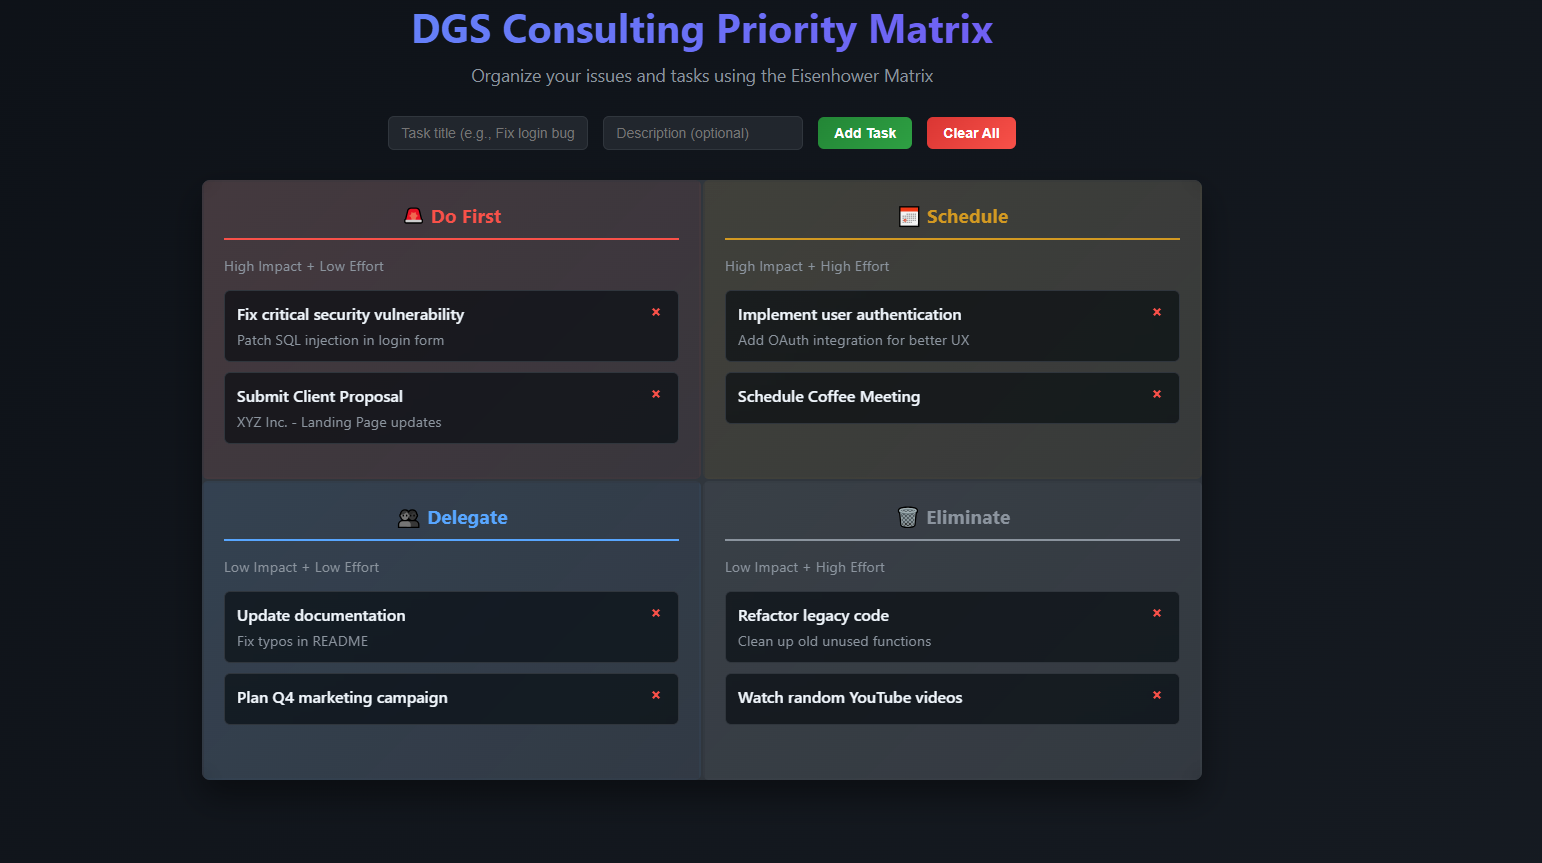 DGS Consulting Priority Matrix
Organize your issues and tasks using the Eisenhower Matrix
Task title (e.g., Fix login bug
Description (optional)
Add Task
Clear All
Do First
High Impact + Low Effort
Fix critical security vulnerability
×
Patch SQL injection in login form
Submit Client Proposal
×
XYZ Inc. - Landing Page updates
Schedule
High Impact + High Effort
Implement user authentication
×
Add OAuth integration for better UX
Schedule Coffee Meeting
×
Delegate
Low Impact + Low Effort
Update documentation
×
Fix typos in README
Plan Q4 marketing campaign
×
Eliminate
Low Impact + High Effort
Refactor legacy code
×
Clean up old unused functions
Watch random YouTube videos
×